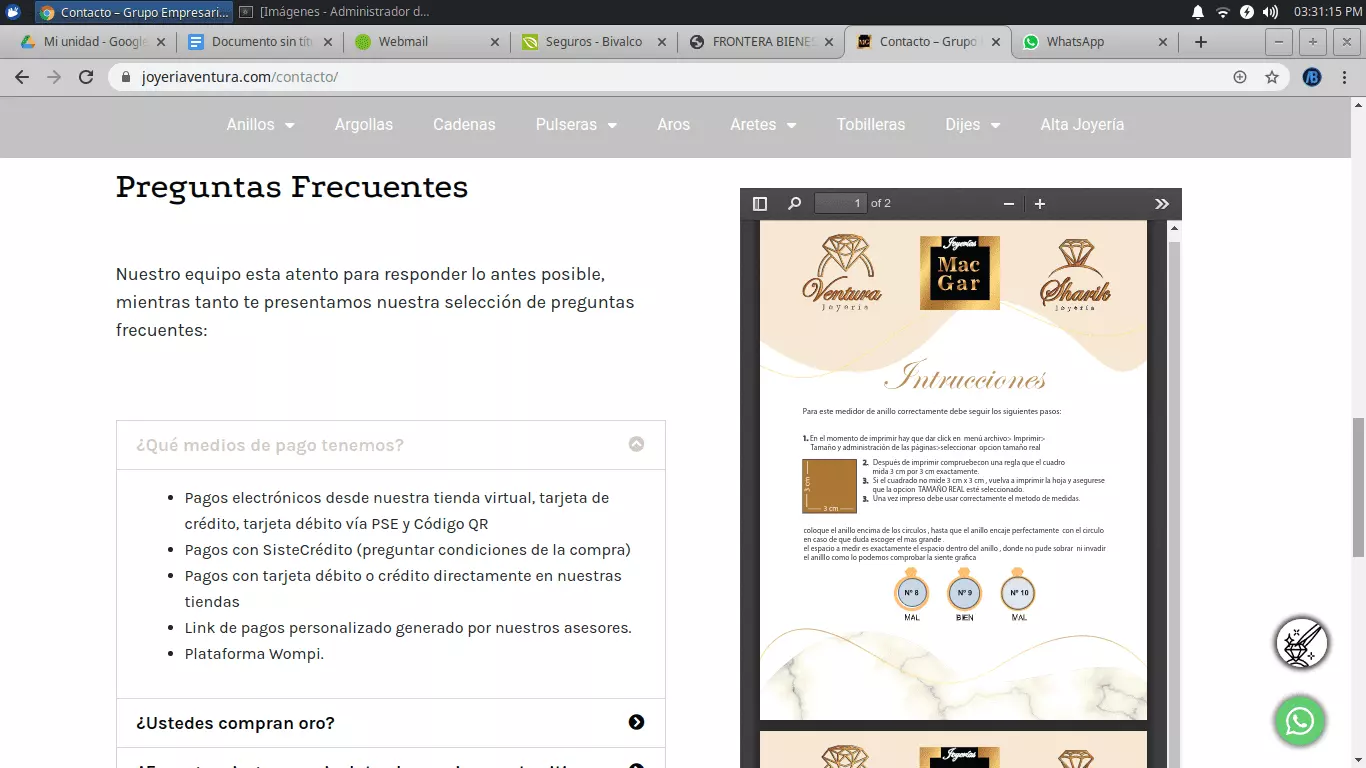 Contacto – Grupo Empresari...
[Imágenes - Administrador d...
03:31:15 PM
Mi unidad - Google
Documento sin títu
Webmail
Seguros - Bivalco
FRONTERA BIENES
Contacto – Grupo
WhatsApp
joyeriaventura.com/contacto/
Anillos
Argollas
Cadenas
Pulseras
Aros
Aretes
Tobilleras
Dijes
Alta Joyería
Preguntas Frecuentes
Nuestro equipo esta atento para responder lo antes posible,
mientras tanto te presentamos nuestra selección de preguntas
frecuentes:
¿Qué medios de pago tenemos?
Pagos electrónicos desde nuestra tienda virtual, tarjeta de
crédito, tarjeta débito vía PSE y Código QR
Pagos con SisteCrédito (preguntar condiciones de la compra)
Pagos con tarjeta débito o crédito directamente en nuestras
tiendas
Link de pagos personalizado generado por nuestros asesores.
Plataforma Wompi.
¿Ustedes compran oro?
1 of 2
Ventura
Joyería
Joyerías
Mac
Gar
Sharik
Joyería
Intrucciones
Para este medidor de anillo correctamente debe seguir los siguientes pasos:
1. En el momento de imprimir hay que dar click en menú archivo> Imprimir>
Tamaño y administración de las páginas>seleccionar opcion tamaño real
3 cm
3 cm
2. Después de imprimir compruebecon una regla que el cuadro
mida 3 cm por 3 cm exactamente.
3. Si el cuadrado no mide 3 cm x 3 cm , vuelva a imprimir la hoja y asegurese
que la opcion TAMAÑO REAL esté seleccionado.
3. Una vez impreso debe usar correctamente el metodo de medidas.
coloque el anillo encima de los circulos , hasta que el anillo encaje perfectamente con el circulo
en caso de que duda escoger el mas grande .
el espacio a medir es exactamente el espacio dentro del anillo , donde no pude sobrar ni invadir
el anilllo como lo podemos comprobar la siente grafica
Nº 8
Nº 9
Nº 10
MAL
BIEN
MAL
Joyerías